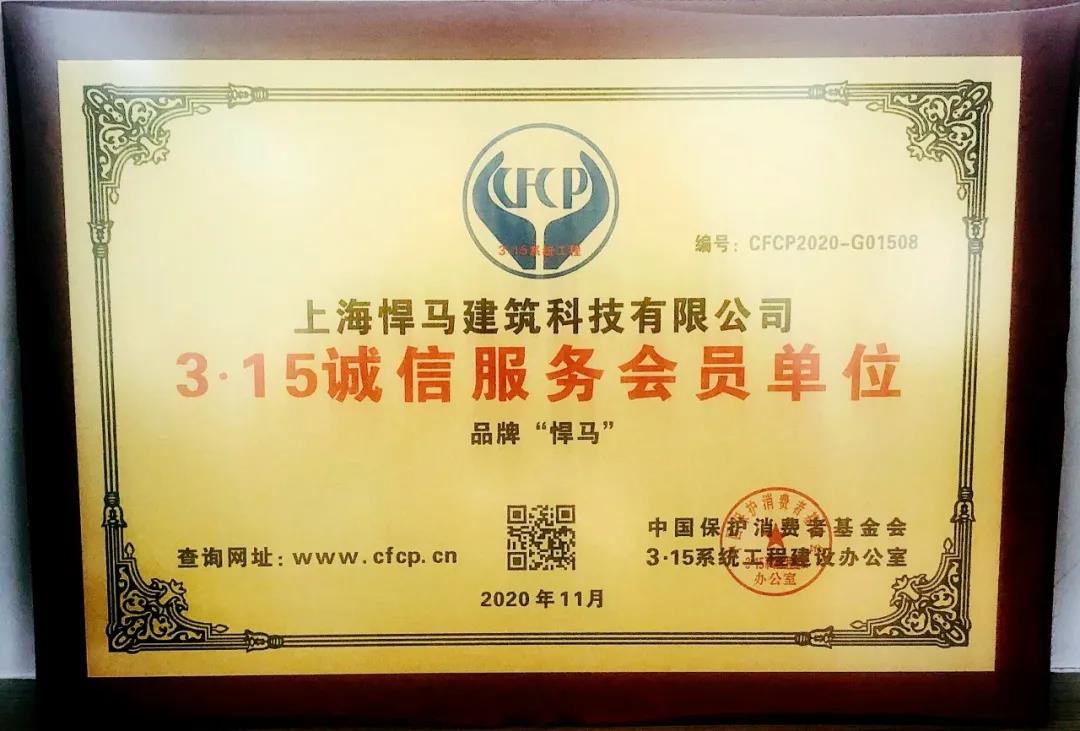 CFCP
3·15系统工程
编号：CFCP2020-G01508
上海悍马建筑科技有限公司
3·15诚信服务会员单位
品牌“悍马”
中国保护消费者基金会
查询网址：www.cfcp.cn
3·15系统工程建设办公室
办公室
2020年11月